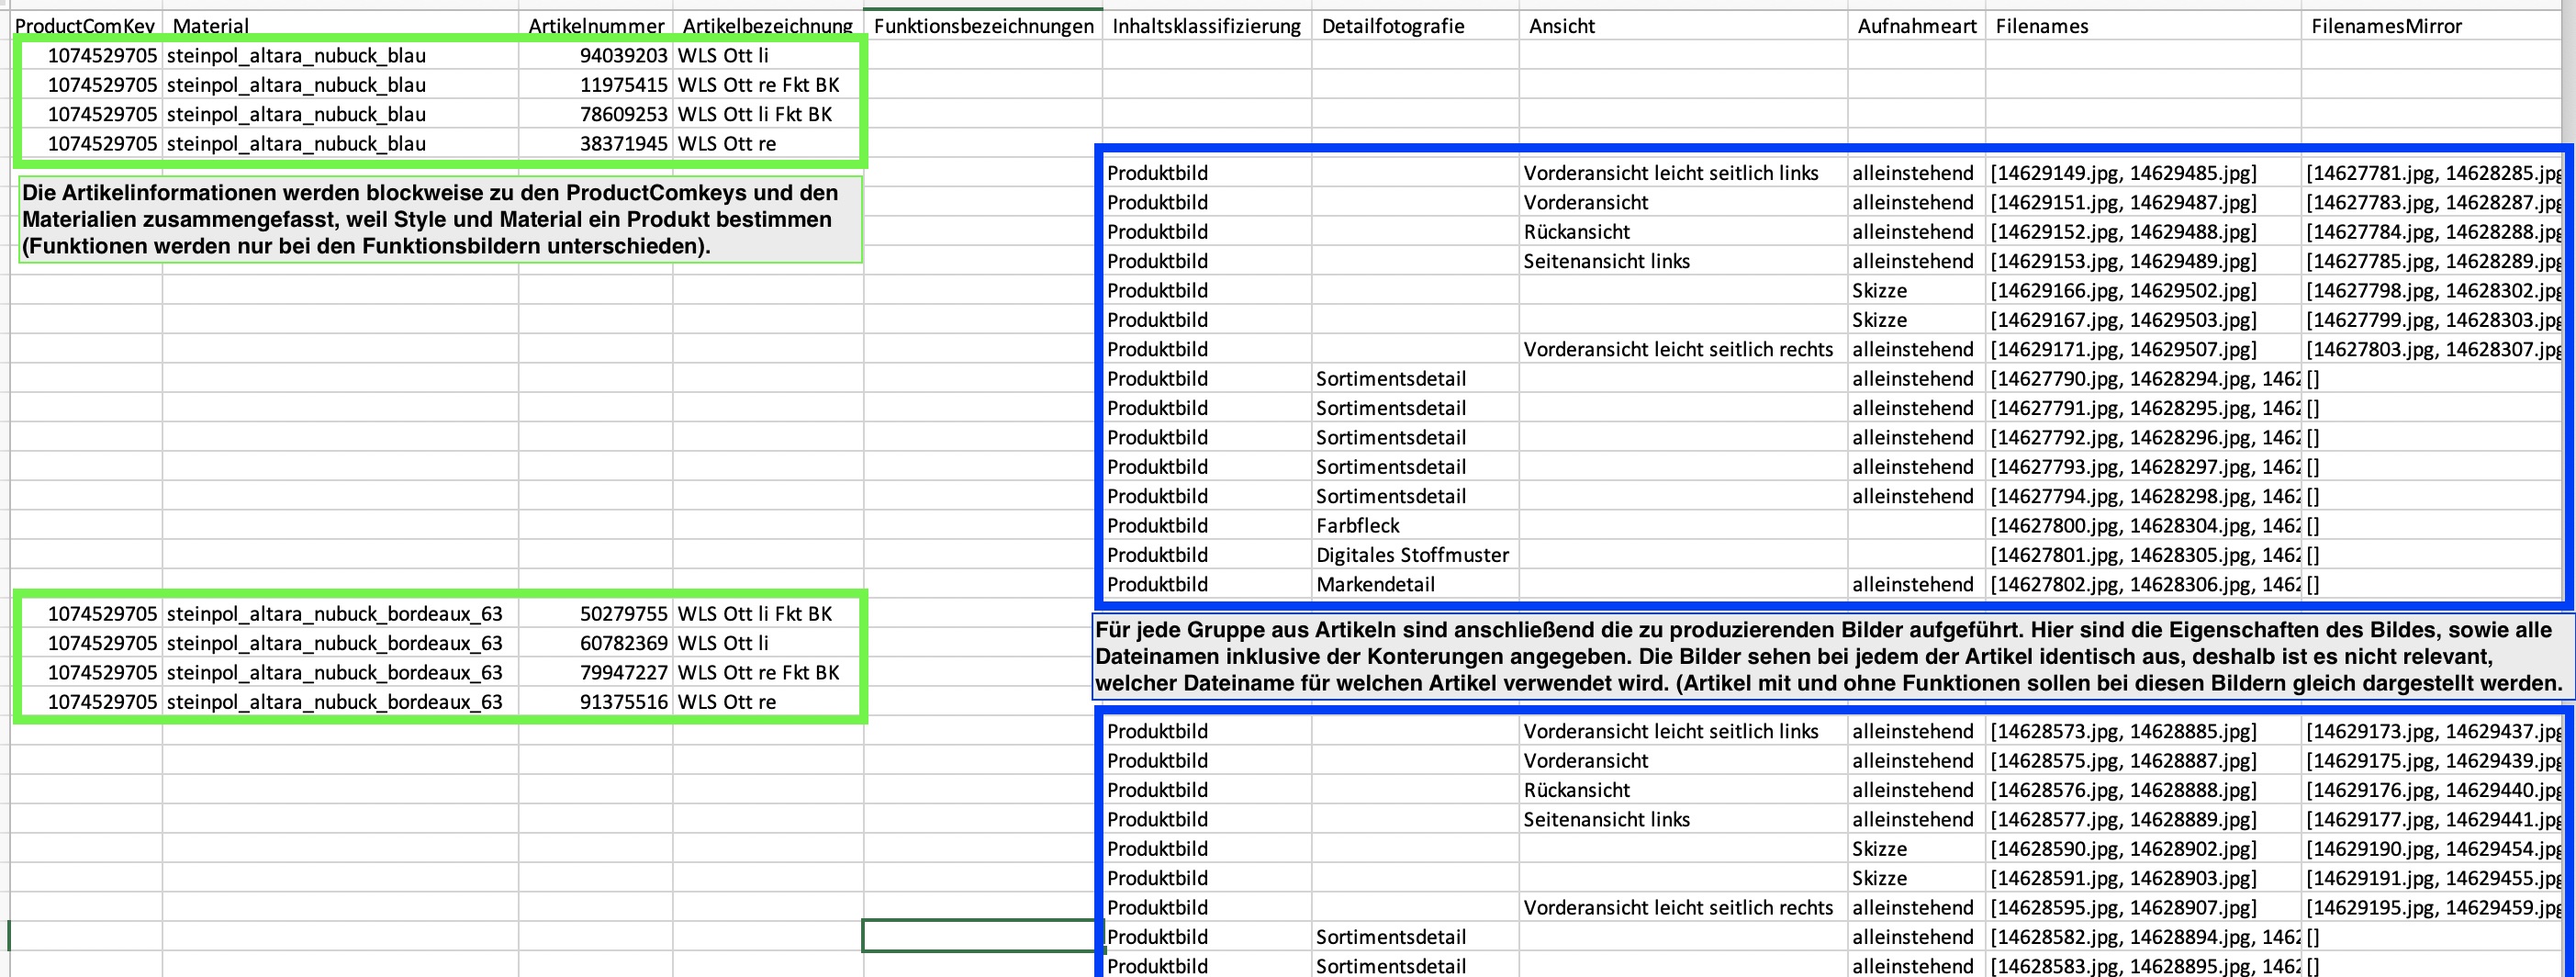 ProductComKey Material Artikelnummer Artikelbezeichnung Funktionsbezeichnungen Inhaltsklassifizierung Detailfotografie Ansicht Aufnahmeart Filenames FilenamesMirror
1074529705 steinpol_altara_nubuck_blau 94039203 WLS Ott li
1074529705 steinpol_altara_nubuck_blau 11975415 WLS Ott re Fkt BK
1074529705 steinpol_altara_nubuck_blau 78609253 WLS Ott li Fkt BK
1074529705 steinpol_altara_nubuck_blau 38371945 WLS Ott re
Die Artikelinformationen werden blockweise zu den ProductComkeys und den
Materialien zusammengefasst, weil Style und Material ein Produkt bestimmen
(Funktionen werden nur bei den Funktionsbildern unterschieden).
Produktbild Vorderansicht leicht seitlich links alleinstehend [14629149.jpg, 14629485.jpg] [14627781.jpg, 14628285.jpg
Produktbild Vorderansicht alleinstehend [14629151.jpg, 14629487.jpg] [14627783.jpg, 14628287.jpg
Produktbild Rückansicht alleinstehend [14629152.jpg, 14629488.jpg] [14627784.jpg, 14628288.jpg
Produktbild Seitenansicht links alleinstehend [14629153.jpg, 14629489.jpg] [14627785.jpg, 14628289.jpg
Produktbild Skizze [14629166.jpg, 14629502.jpg] [14627798.jpg, 14628302.jpg
Produktbild Skizze [14629167.jpg, 14629503.jpg] [14627799.jpg, 14628303.jpg
Produktbild Vorderansicht leicht seitlich rechts alleinstehend [14629171.jpg, 14629507.jpg] [14627803.jpg, 14628307.jpg
Produktbild Sortimentsdetail alleinstehend [14627790.jpg, 14628294.jpg, 1462 []
Produktbild Sortimentsdetail alleinstehend [14627791.jpg, 14628295.jpg, 1462 []
Produktbild Sortimentsdetail alleinstehend [14627792.jpg, 14628296.jpg, 1462 []
Produktbild Sortimentsdetail alleinstehend [14627793.jpg, 14628297.jpg, 1462 []
Produktbild Sortimentsdetail alleinstehend [14627794.jpg, 14628298.jpg, 1462 []
Produktbild Farbfleck [14627800.jpg, 14628304.jpg, 1462 []
Produktbild Digitales Stoffmuster [14627801.jpg, 14628305.jpg, 1462 []
Produktbild Markendetail alleinstehend [14627802.jpg, 14628306.jpg, 1462 []
1074529705 steinpol_altara_nubuck_bordeaux_63 50279755 WLS Ott li Fkt BK
1074529705 steinpol_altara_nubuck_bordeaux_63 60782369 WLS Ott li
1074529705 steinpol_altara_nubuck_bordeaux_63 79947227 WLS Ott re Fkt BK
1074529705 steinpol_altara_nubuck_bordeaux_63 91375516 WLS Ott re
Für jede Gruppe aus Artikeln sind anschließend die zu produzierenden Bilder aufgeführt. Hier sind die Eigenschaften des Bildes, sowie alle
Dateinamen inklusive der Konterungen angegeben. Die Bilder sehen bei jedem der Artikel identisch aus, deshalb ist es nicht relevant,
welcher Dateiname für welchen Artikel verwendet wird. (Artikel mit und ohne Funktionen sollen bei diesen Bildern gleich dargestellt werden.
Produktbild Vorderansicht leicht seitlich links alleinstehend [14628573.jpg, 14628885.jpg] [14629173.jpg, 14629437.jpg
Produktbild Vorderansicht alleinstehend [14628575.jpg, 14628887.jpg] [14629175.jpg, 14629439.jpg
Produktbild Rückansicht alleinstehend [14628576.jpg, 14628888.jpg] [14629176.jpg, 14629440.jpg
Produktbild Seitenansicht links alleinstehend [14628577.jpg, 14628889.jpg] [14629177.jpg, 14629441.jpg
Produktbild Skizze [14628590.jpg, 14628902.jpg] [14629190.jpg, 14629454.jpg
Produktbild Skizze [14628591.jpg, 14628903.jpg] [14629191.jpg, 14629455.jpg
Produktbild Vorderansicht leicht seitlich rechts alleinstehend [14628595.jpg, 14628907.jpg] [14629195.jpg, 14629459.jpg
Produktbild Sortimentsdetail alleinstehend [14628582.jpg, 14628894.jpg, 1462 []
Produktbild Sortimentsdetail alleinstehend [14628583.jpg, 14628895.jpg, 1462 []